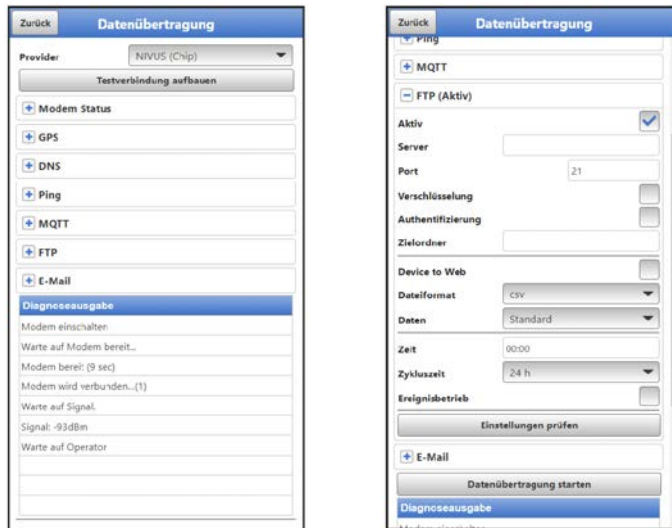 Zurück Datenübertragung
Provider NIVUS (Chip)
Testverbindung aufbauen
Modem Status
GPS
DNS
Ping
MQTT
FTP
E-Mail
Diagnoseausgabe
Modem einschalten
Warte auf Modem bereit...
Modem bereit (9 sec)
Modem wird verbunden...(1)
Warte auf Signal.
Signal: -93dBm
Warte auf Operator
Zurück Datenübertragung
Ping
MQTT
FTP (Aktiv)
Aktiv
Server
Port 21
Verschlüsselung
Authentifizierung
Zielordner
Device to Web
Dateiformat csv
Daten Standard
Zeit 00:00
Zykluszeit 24 h
Ereignisbetrieb
Einstellungen prüfen
E-Mail
Datenübertragung starten
Diagnoseausgabe